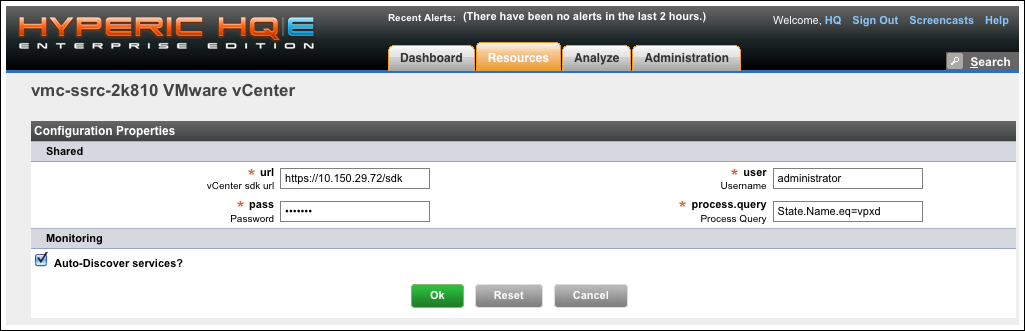 HYPERIC HQ|E
ENTERPRISE EDITION
Recent Alerts: (There have been no alerts in the last 2 hours.)
Welcome, HQ Sign Out Screencasts Help
Dashboard Resources Analyze Administration
Search
vmc-ssrc-2k810 VMware vCenter
Configuration Properties
Shared
* url https://10.150.29.72/sdk * user administrator
vCenter sdk url Username
* pass ••••••• * process.query State.Name.eq=vpxd
Password Process Query
Monitoring
Auto-Discover services?
Ok Reset Cancel